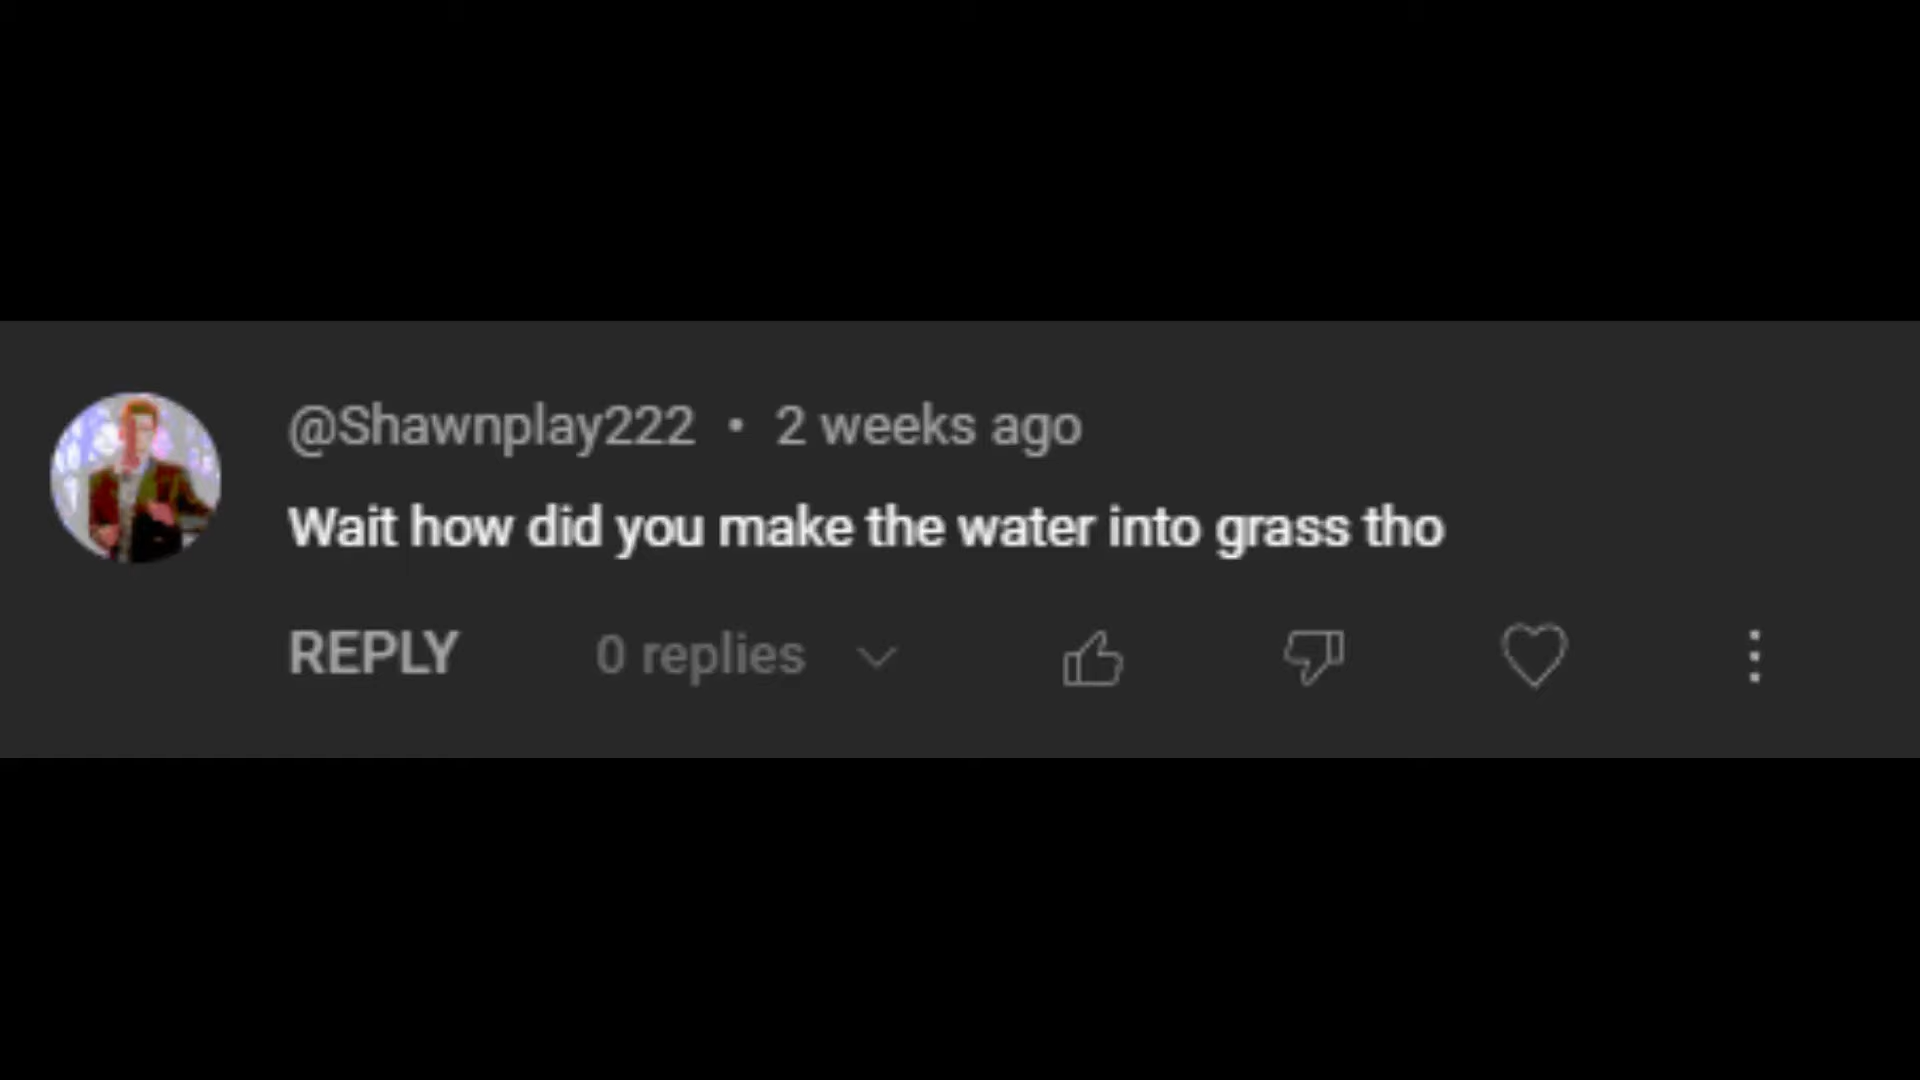 @Shawnplay222 • 2 weeks ago
Wait how did you make the water into grass tho
REPLY 0 replies